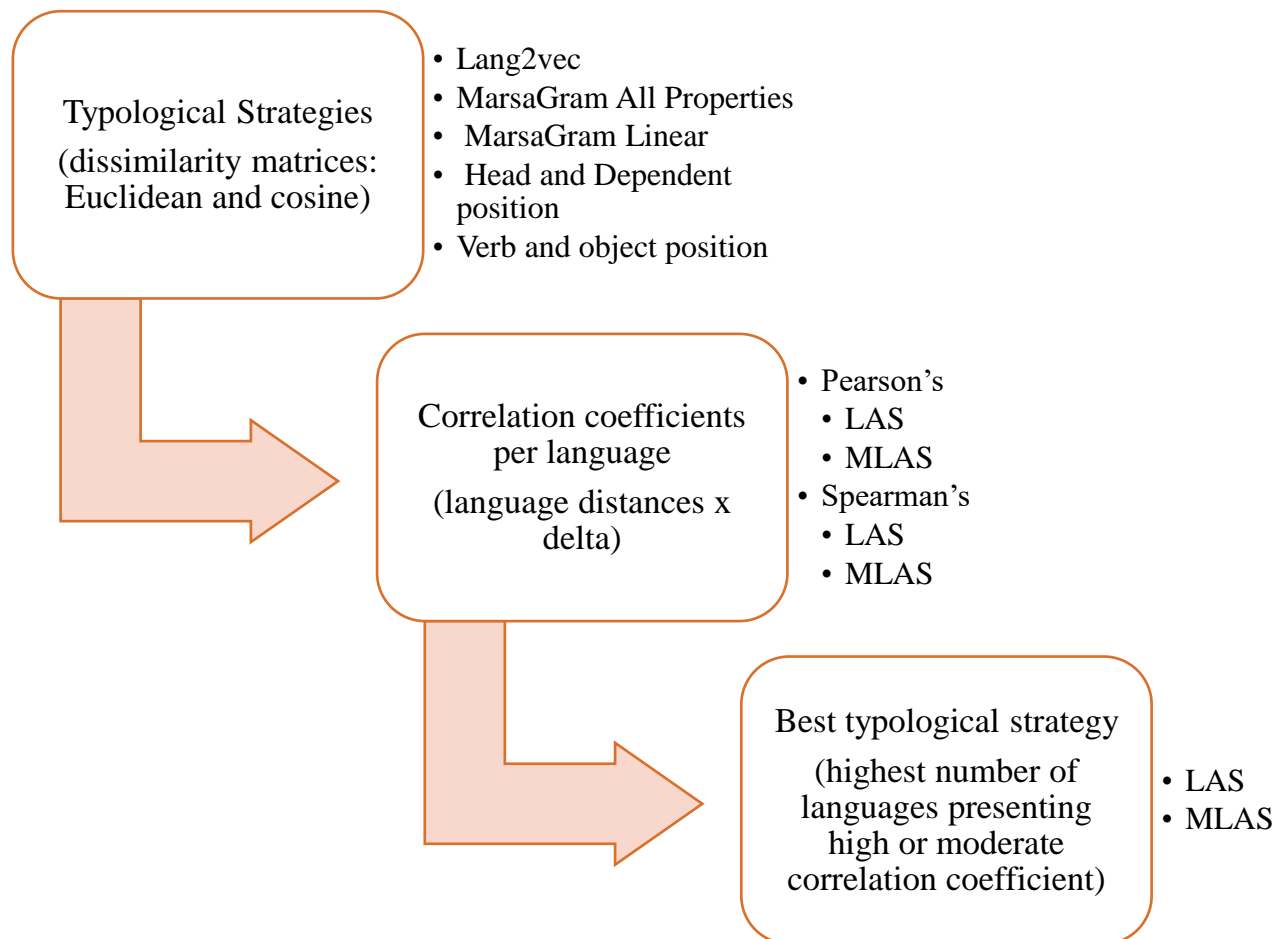 Typological Strategies
(dissimilarity matrices:
Euclidean and cosine)
• Lang2vec
• MarsaGram All Properties
• MarsaGram Linear
• Head and Dependent
position
• Verb and object position
Correlation coefficients
per language
(language distances x
delta)
• Pearson’s
• LAS
• MLAS
• Spearman’s
• LAS
• MLAS
Best typological strategy
(highest number of
languages presenting
high or moderate
correlation coefficient)
• LAS
• MLAS